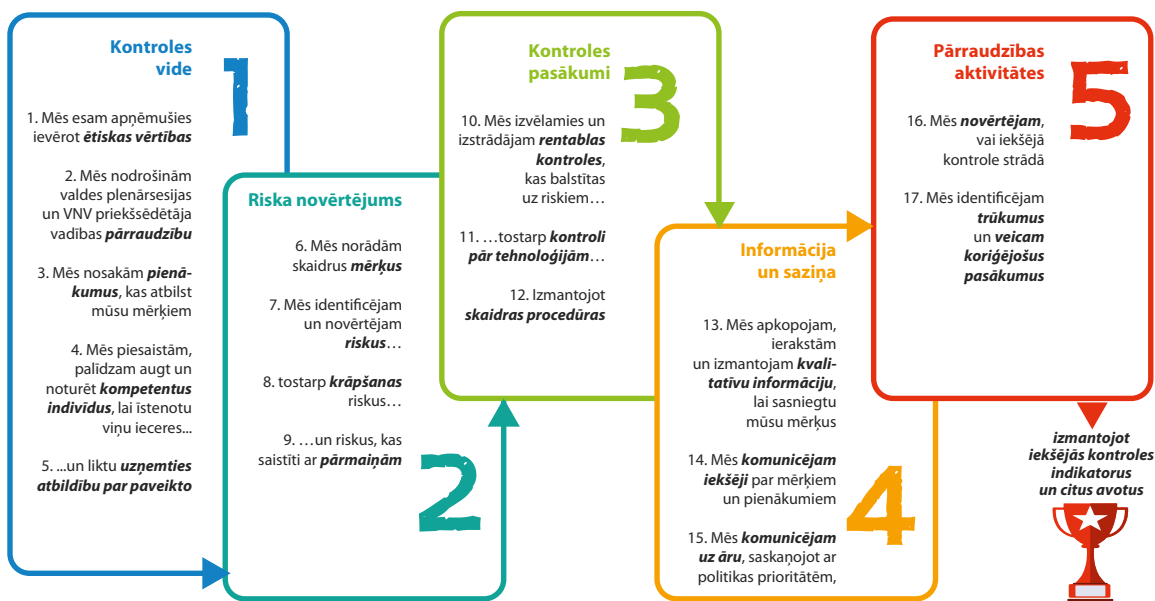 Kontroles
vide
1
1. Mēs esam apņēmušies
ievērot ētiskas vērtības
2. Mēs nodrošinām
valdes plenārsesijas
un VNV priekšsēdētāja
vadības pārraudzību
3. Mēs nosakām pienā-
kumus, kas atbilst
mūsu mērķiem
4. Mēs piesaistām,
palīdzam augt un
noturēt kompetentus
indivīdus, lai īstenotu
viņu ieceres...
5. ...un liktu uzņemties
atbildību par paveikto
Riska novērtējums
6. Mēs norādām
skaidrus mērķus
7. Mēs identificējam
un novērtējam
riskus…
8. tostarp krāpšanas
riskus…
9. …un riskus, kas
saistīti ar pārmaiņām
2
Kontroles
pasākumi
3
10. Mēs izvēlamies un
izstrādājam rentablas
kontroles,
kas balstītas
uz riskiem…
11. …tostarp kontroli
pār tehnoloģijām…
12. Izmantojot
skaidras procedūras
Informācija
un saziņa
13. Mēs apkopojam,
ierakstām
un izmantojam kvali-
tatīvu informāciju,
lai sasniegtu
mūsu mērķus
14. Mēs komunicējam
iekšēji par mērķiem
un pienākumiem
15. Mēs komunicējam
uz āru, saskaņojot ar
politikas prioritātēm,
4
Pārraudzības
aktivitātes
5
16. Mēs novērtējam,
vai iekšējā
kontrole strādā
17. Mēs identificējam
trūkumus
un veicam
koriģējošus
pasākumus
izmantojot
iekšējās kontroles
indikatorus
un citus avotus